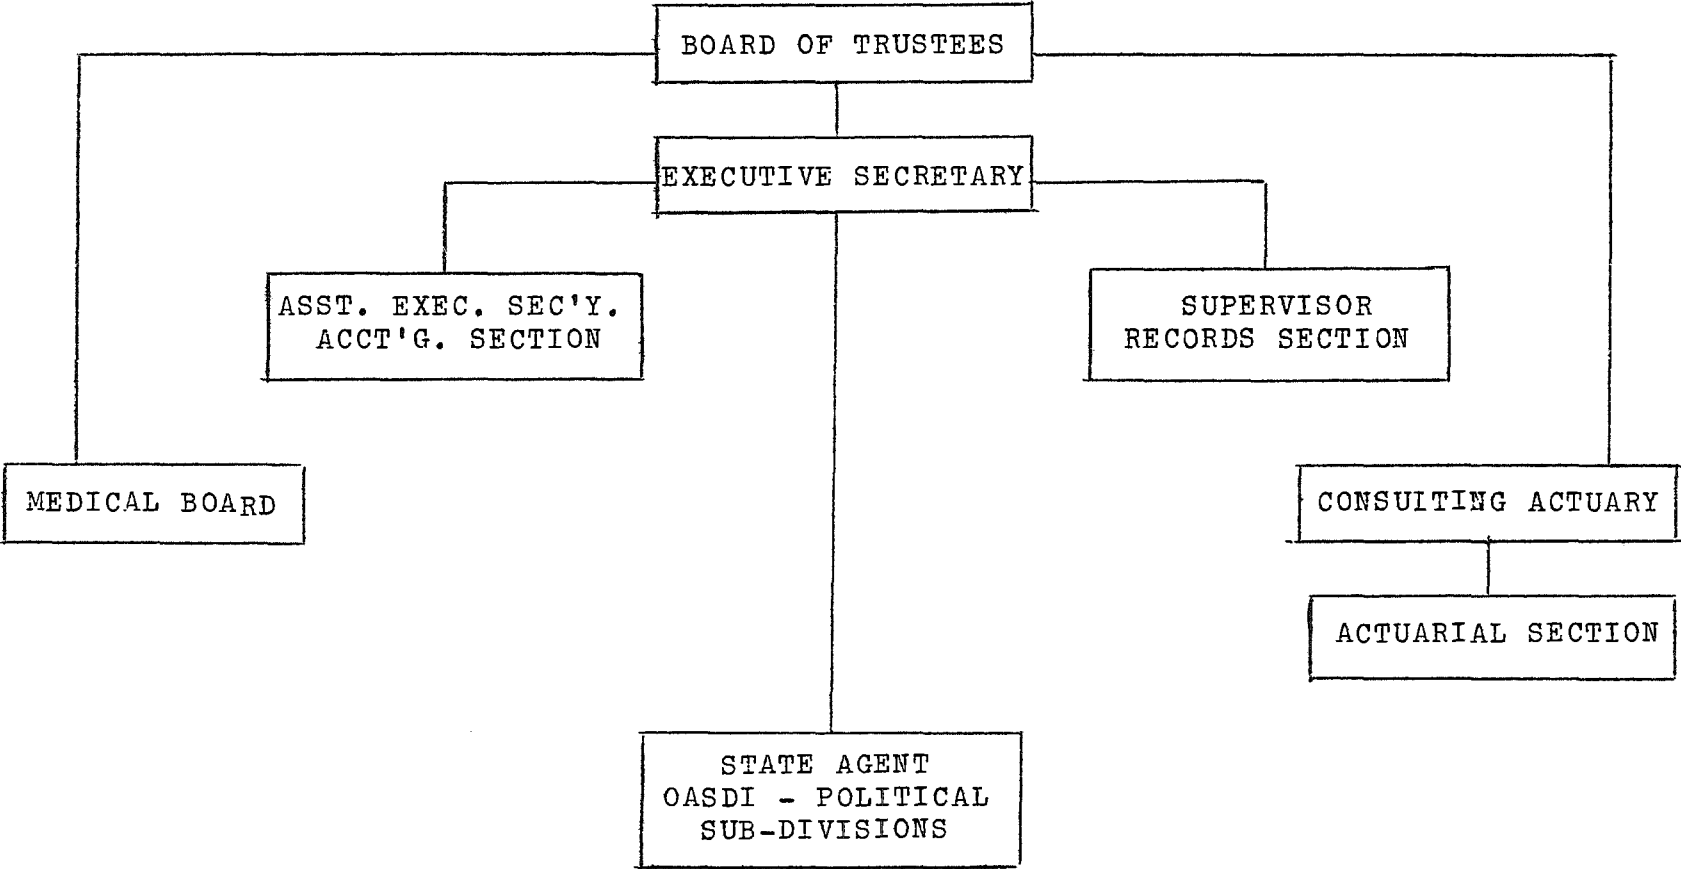 BOARD OF TRUSTEES
EXECUTIVE SECRETARY
ASST. EXEC. SEC'Y.
ACCT'G. SECTION
SUPERVISOR
RECORDS SECTION
MEDICAL BOARD
CONSUITING ACTUARY
ACTUARIAL SECTION
STATE AGENT
OASDI - POLITICAL
SUB-DIVISIONS